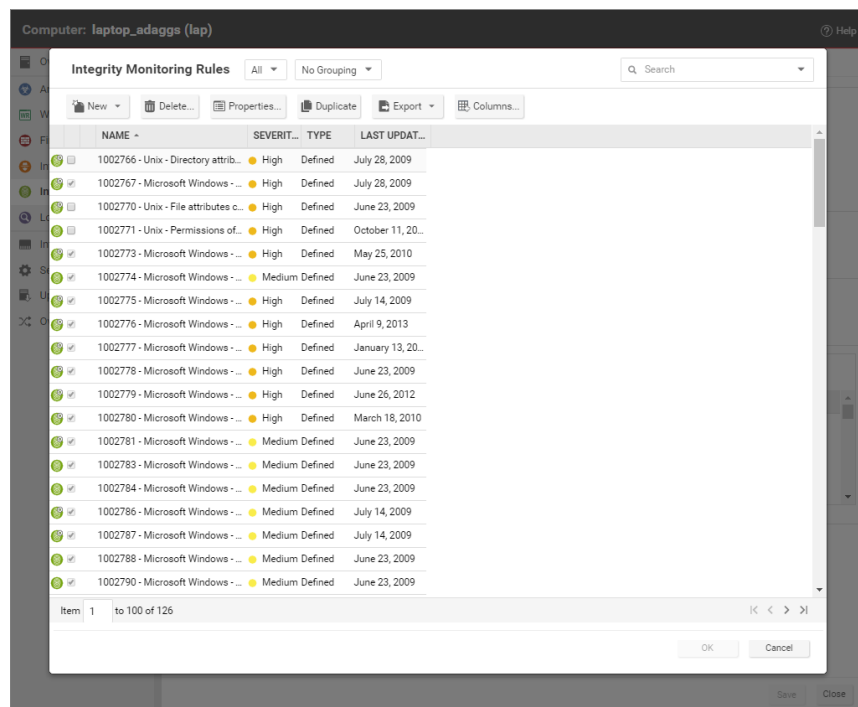 Computer: laptop_adaggs (lap) Help
Integrity Monitoring Rules All No Grouping Search
New Delete... Properties... Duplicate Export Columns...
NAME SEVERIT... TYPE LAST UPDAT...
1002766 - Unix - Directory attrib... High Defined July 28, 2009
1002767 - Microsoft Windows - ... High Defined July 28, 2009
1002770 - Unix - File attributes c... High Defined June 23, 2009
1002771 - Unix - Permissions of... High Defined October 11, 20...
1002773 - Microsoft Windows - ... High Defined May 25, 2010
1002774 - Microsoft Windows - ... Medium Defined June 23, 2009
1002775 - Microsoft Windows - ... High Defined July 14, 2009
1002776 - Microsoft Windows - ... High Defined April 9, 2013
1002777 - Microsoft Windows - ... High Defined January 13, 20...
1002778 - Microsoft Windows - ... High Defined June 23, 2009
1002779 - Microsoft Windows - ... High Defined June 26, 2012
1002780 - Microsoft Windows - ... High Defined March 18, 2010
1002781 - Microsoft Windows - ... Medium Defined June 23, 2009
1002783 - Microsoft Windows - ... Medium Defined June 23, 2009
1002784 - Microsoft Windows - ... Medium Defined June 23, 2009
1002786 - Microsoft Windows - ... Medium Defined July 14, 2009
1002787 - Microsoft Windows - ... Medium Defined July 14, 2009
1002788 - Microsoft Windows - ... Medium Defined June 23, 2009
1002790 - Microsoft Windows - ... Medium Defined June 23, 2009
Item 1 to 100 of 126
OK Cancel
Save Close